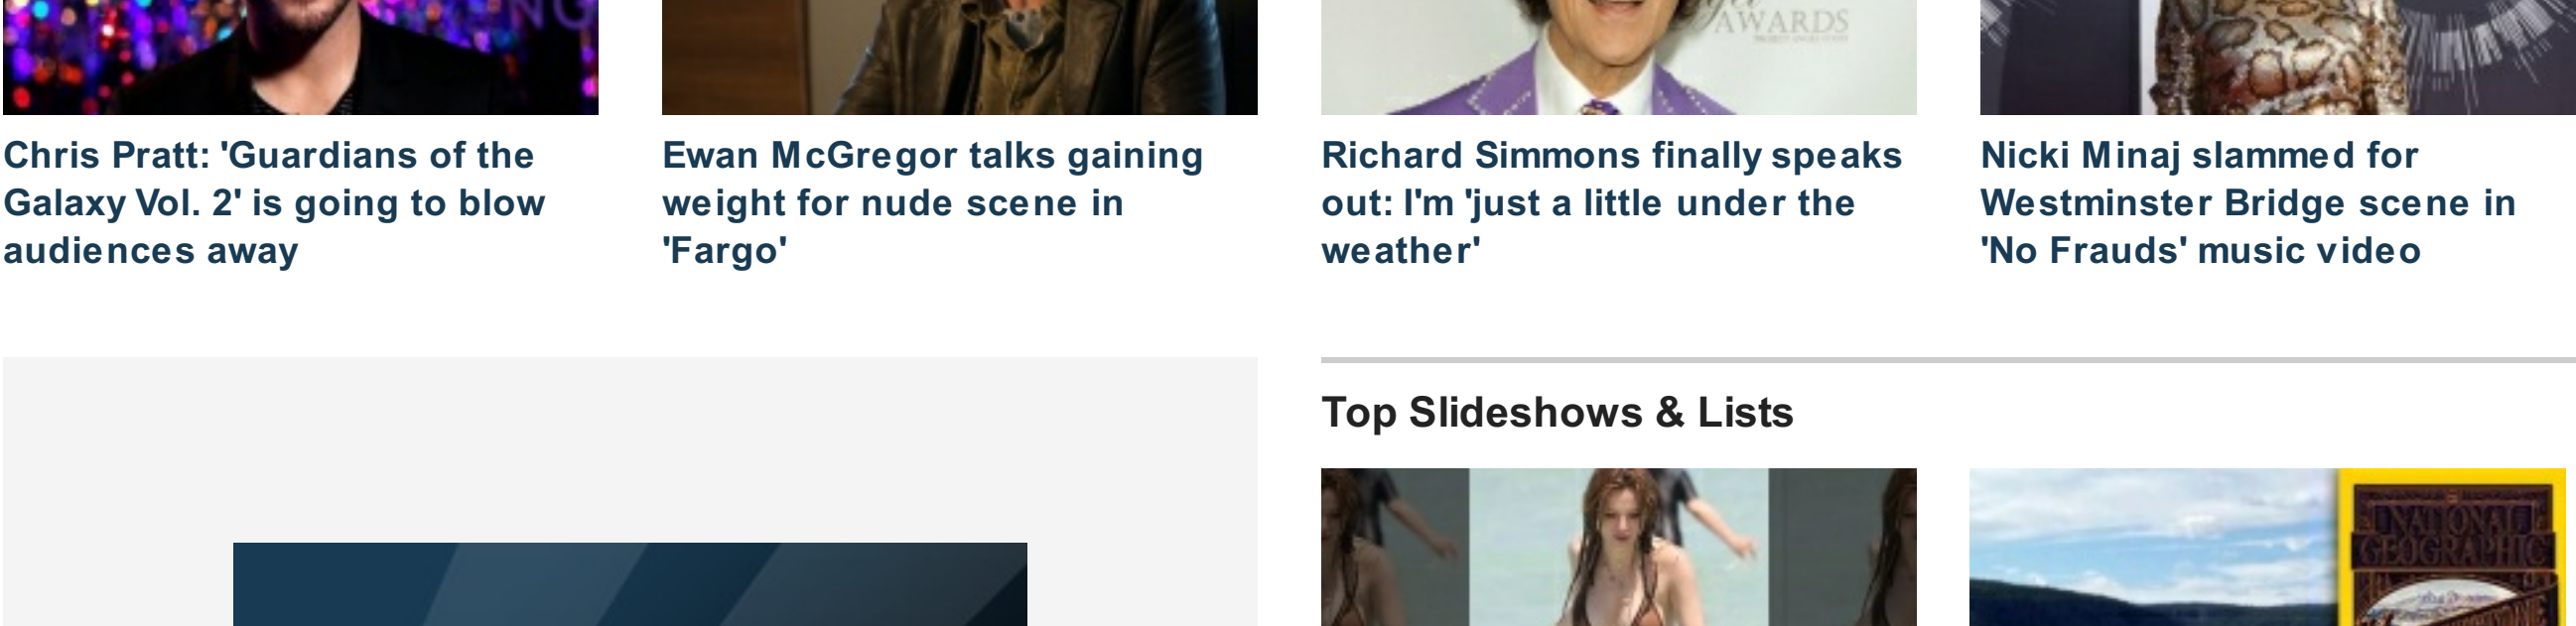 NG
AWARDS
Chris Pratt: 'Guardians of the
Galaxy Vol. 2' is going to blow
audiences away
Ewan McGregor talks gaining
weight for nude scene in
'Fargo'
Richard Simmons finally speaks
out: I'm 'just a little under the
weather'
Nicki Minaj slammed for
Westminster Bridge scene in
'No Frauds' music video
Top Slideshows & Lists
NATIONAL
GEOGRAPHIC